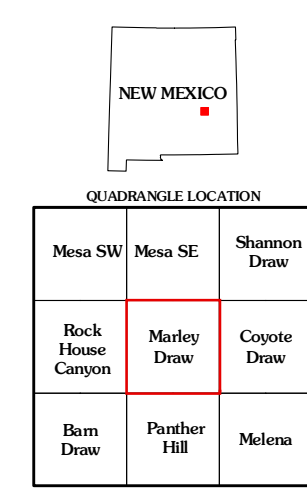 NEW MEXICO
QUADRANGLE LOCATION
Mesa SW
Mesa SE
Shannon
Draw
Rock
House
Canyon
Marley
Draw
Coyote
Draw
Barn
Draw
Panther
Hill
Melena